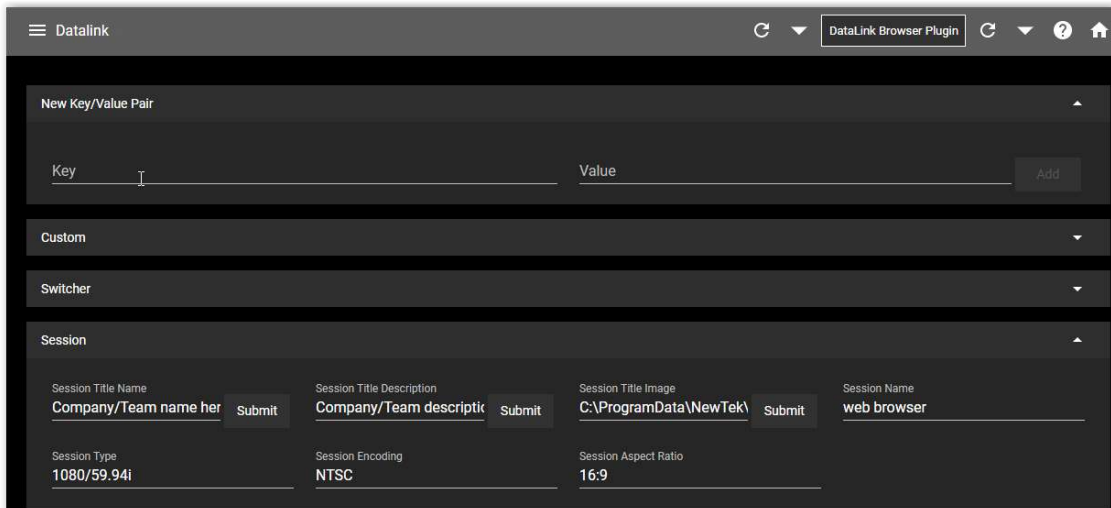 Datalink DataLink Browser Plugin
New Key/Value Pair
Key Value Add
Custom
Switcher
Session
Session Title Name Session Title Description Session Title Image Session Name
Company/Team name her Submit Company/Team descriptic Submit C:\ProgramData\NewTek\ Submit web browser
Session Type Session Encoding Session Aspect Ratio
1080/59.94i NTSC 16:9